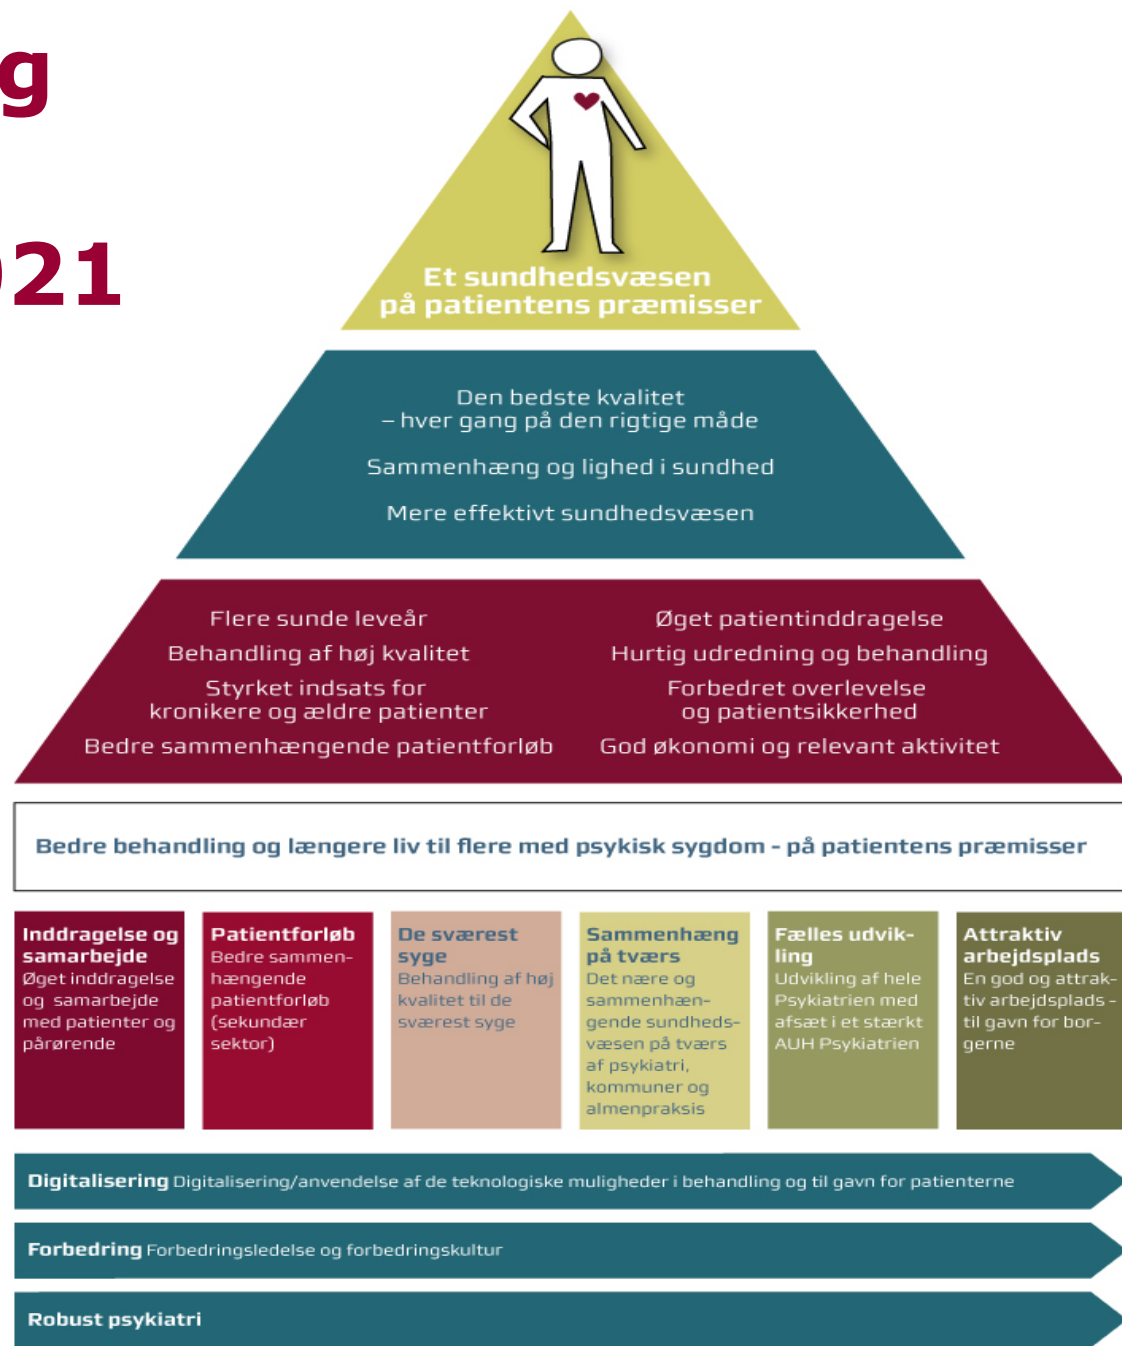 g
021
Et sundhedsvæsen
på patientens præmisser
Den bedste kvalitet
– hver gang på den rigtige måde
Sammenhæng og lighed i sundhed
Mere effektivt sundhedsvæsen
Flere sunde leveår
Behandling af høj kvalitet
Styrket indsats for
kronikere og ældre patienter
Bedre sammenhængende patientforløb
Øget patientinddragelse
Hurtig udredning og behandling
Forbedret overlevelse
og patientsikkerhed
God økonomi og relevant aktivitet
Bedre behandling og længere liv til flere med psykisk sygdom - på patientens præmisser
Inddragelse og
samarbejde
Øget inddragelse
og samarbejde
med patienter og
pårørende
Patientforløb
Bedre sammen-
hængende
patientforløb
(sekundær
sektor)
De sværest
syge
Behandling af høj
kvalitet til de
sværest syge
Sammenhæng
på tværs
Det nære og
sammenhæn-
gende sundheds-
væsen på tværs
af psykiatri,
kommuner og
almenpraksis
Fælles udvik-
ling
Udvikling af hele
Psykiatrien med
afsæt i et stærkt
AUH Psykiatrien
Attraktiv
arbejdsplads
En god og attrak-
tiv arbejdsplads -
til gavn for bor-
gerne
Digitalisering Digitalisering/anvendelse af de teknologiske muligheder i behandling og til gavn for patienterne
Forbedring Forbedringsledelse og forbedringskultur
Robust psykiatri